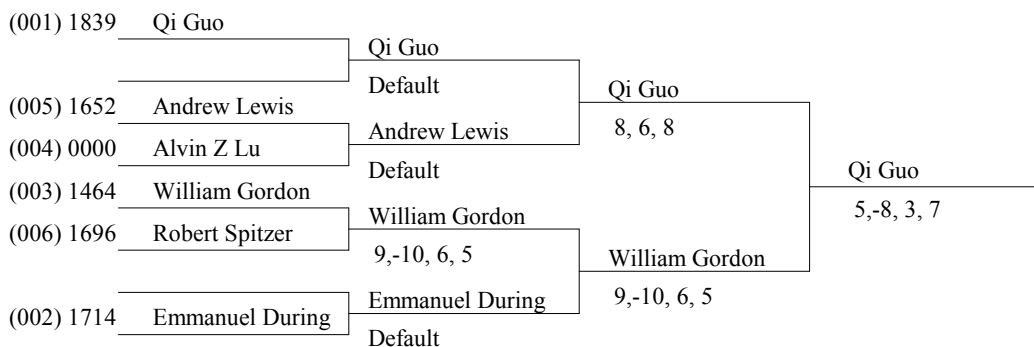 (001) 1839 Qi Guo
Qi Guo
Default
Qi Guo
8, 6, 8
(005) 1652 Andrew Lewis
Andrew Lewis
Default
(004) 0000 Alvin Z Lu
Qi Guo
5,-8, 3, 7
(003) 1464 William Gordon
William Gordon
9,-10, 6, 5
(006) 1696 Robert Spitzer
William Gordon
9,-10, 6, 5
Emmanuel During
Default
(002) 1714 Emmanuel During